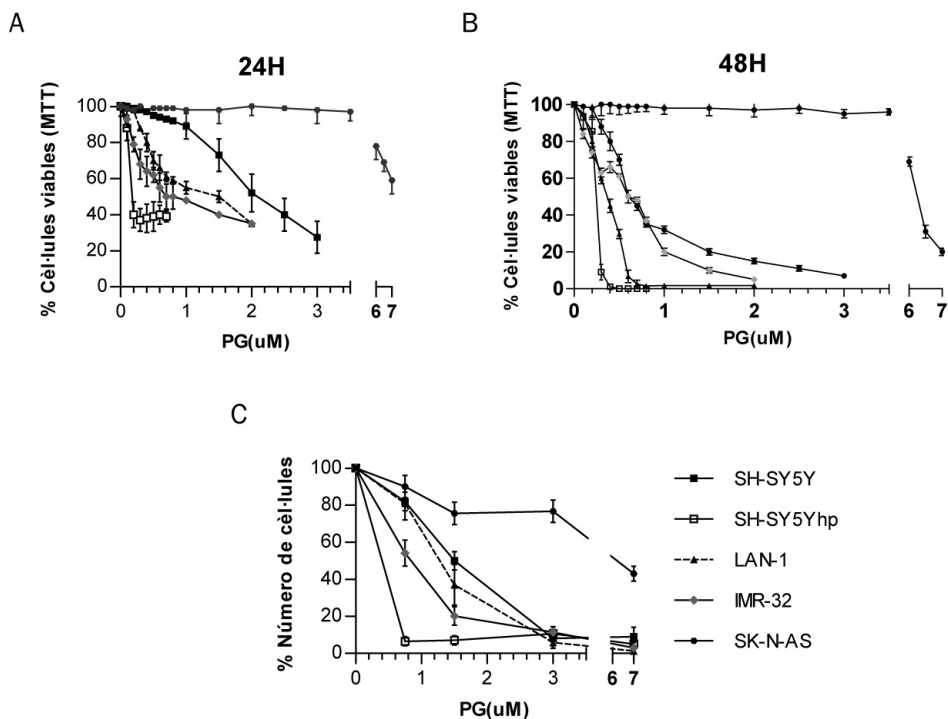 A
24H
% Cèl·lules viables (MTT)
100
80
60
40
20
0
0 1 2 3 6 7
PG(uM)
B
48H
% Cèl·lules viables (MTT)
100
80
60
40
20
0
0 1 2 3 6 7
PG(uM)
C
% Número de cèl·lules
100
80
60
40
20
0
0 1 2 3 6 7
PG(uM)
SH-SY5Y
SH-SY5Yhp
LAN-1
IMR-32
SK-N-AS